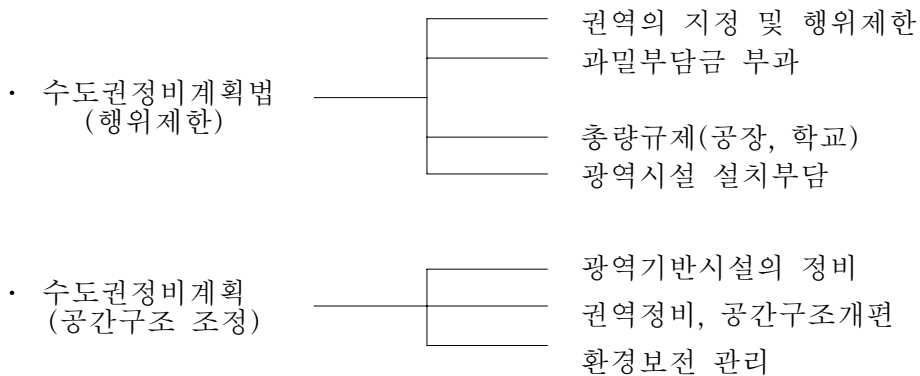 · 수도권정비계획법
(행위제한)
권역의 지정 및 행위제한
과밀부담금 부과
총량규제(공장, 학교)
광역시설 설치부담
· 수도권정비계획
(공간구조 조정)
광역기반시설의 정비
권역정비, 공간구조개편
환경보전 관리